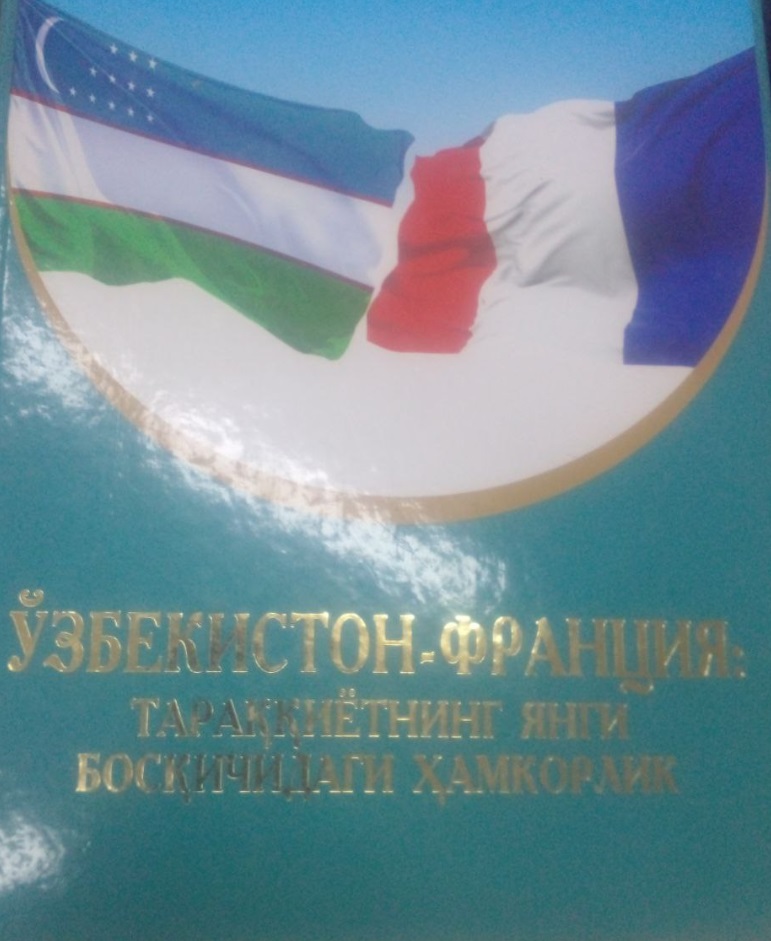 ЎЗБЕКИСТОН-ФРАНЦИЯ:
ТАРАҚҚИЁТНИНГ ЯНГИ
БОСҚИЧИДАГИ ҲАМКОРЛИК